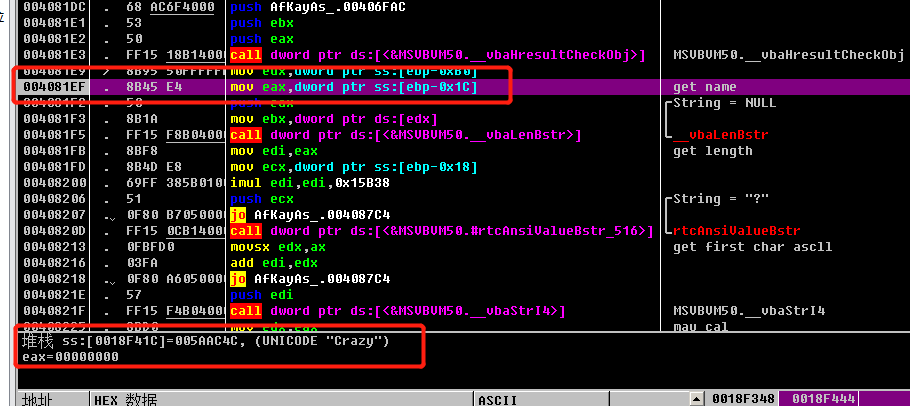 004081DC . 68 AC6F4000 push AfKayAs_.00406FAC
004081E1 . 53 push ebx
004081E2 . 50 push eax
004081E3 . FF15 18B14000 call dword ptr ds:[<&MSVBVM50.__vbaHresultCheckObj>] MSVBVM50.__vbaHresultCheckObj
004081E9 > 8B95 50FFFFFF mov edx,dword ptr ss:[ebp-0xB0]
004081EF . 8B45 E4 mov eax,dword ptr ss:[ebp-0x1C] get name
004081F2 . 50 push eax String = NULL
004081F3 . 8B1A mov ebx,dword ptr ds:[edx]
004081F5 . FF15 F8B04000 call dword ptr ds:[<&MSVBVM50.__vbaLenBstr>] __vbaLenBstr
004081FB . 8BF8 mov edi,eax get length
004081FD . 8B4D E8 mov ecx,dword ptr ss:[ebp-0x18]
00408200 . 69FF 385B0100 imul edi,edi,0x15B38
00408206 . 51 push ecx String = "?"
00408207 . 0F80 B7050000 jo AfKayAs_.004087C4
0040820D . FF15 0CB14000 call dword ptr ds:[<&MSVBVM50.#rtcAnsiValueBstr_516>] rtcAnsiValueBstr
00408213 . 0FBFD0 movsx edx,ax get first char ascll
00408216 . 03FA add edi,edx
00408218 . 0F80 A6050000 jo AfKayAs_.004087C4
0040821E . 57 push edi
0040821F . FF15 F4B04000 call dword ptr ds:[<&MSVBVM50.__vbaStrI4>] MSVBVM50.__vbaStrI4
00408225 . 8BD0 mov edx,eax mav cal
堆栈 ss:[0018F41C]=005AAC4C, (UNICODE "Crazy")
eax=00000000
地址 HEX 数据 ASCII 0018F348 0018F444